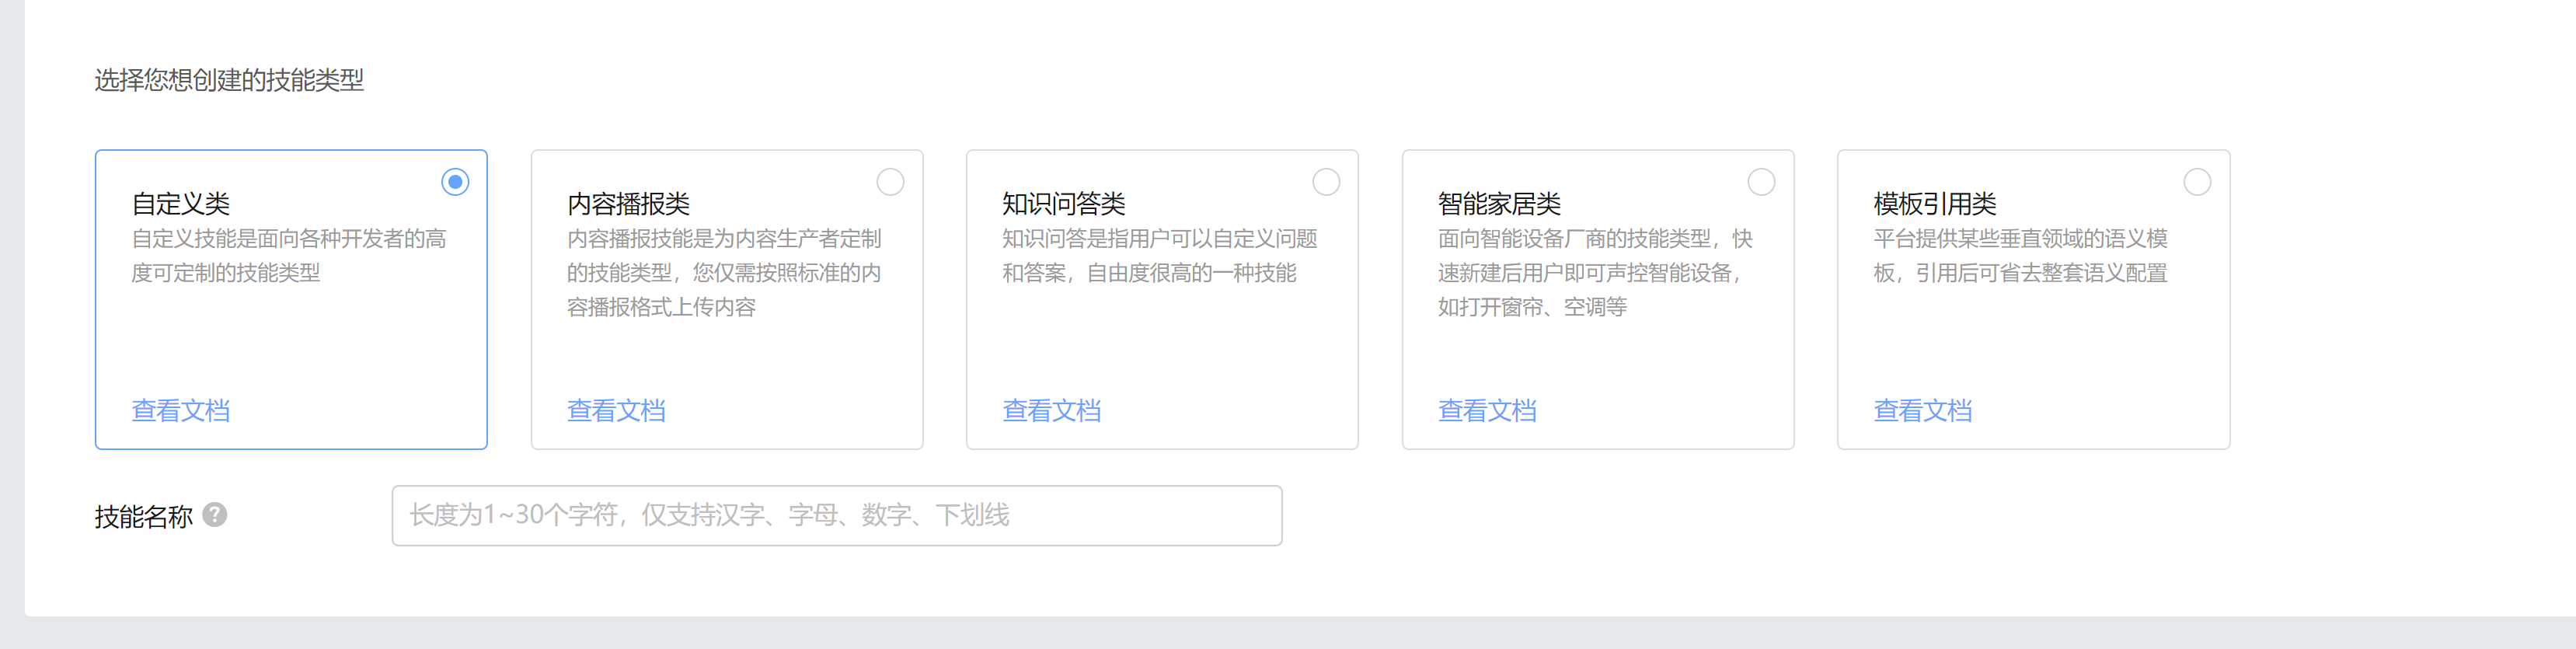 选择您想创建的技能类型
自定义类
自定义技能是面向各种开发者的高
度可定制的技能类型
查看文档
内容播报类
内容播报技能是为内容生产者定制
的技能类型，您仅需按照标准的内
容播报格式上传内容
查看文档
知识问答类
知识问答是指用户可以自定义问题
和答案，自由度很高的一种技能
查看文档
智能家居类
面向智能设备厂商的技能类型，快
速新建后用户即可声控智能设备，
如打开窗帘、空调等
查看文档
模板引用类
平台提供某些垂直领域的语义模
板，引用后可省去整套语义配置
查看文档
技能名称 ?
长度为1~30个字符，仅支持汉字、字母、数字、下划线